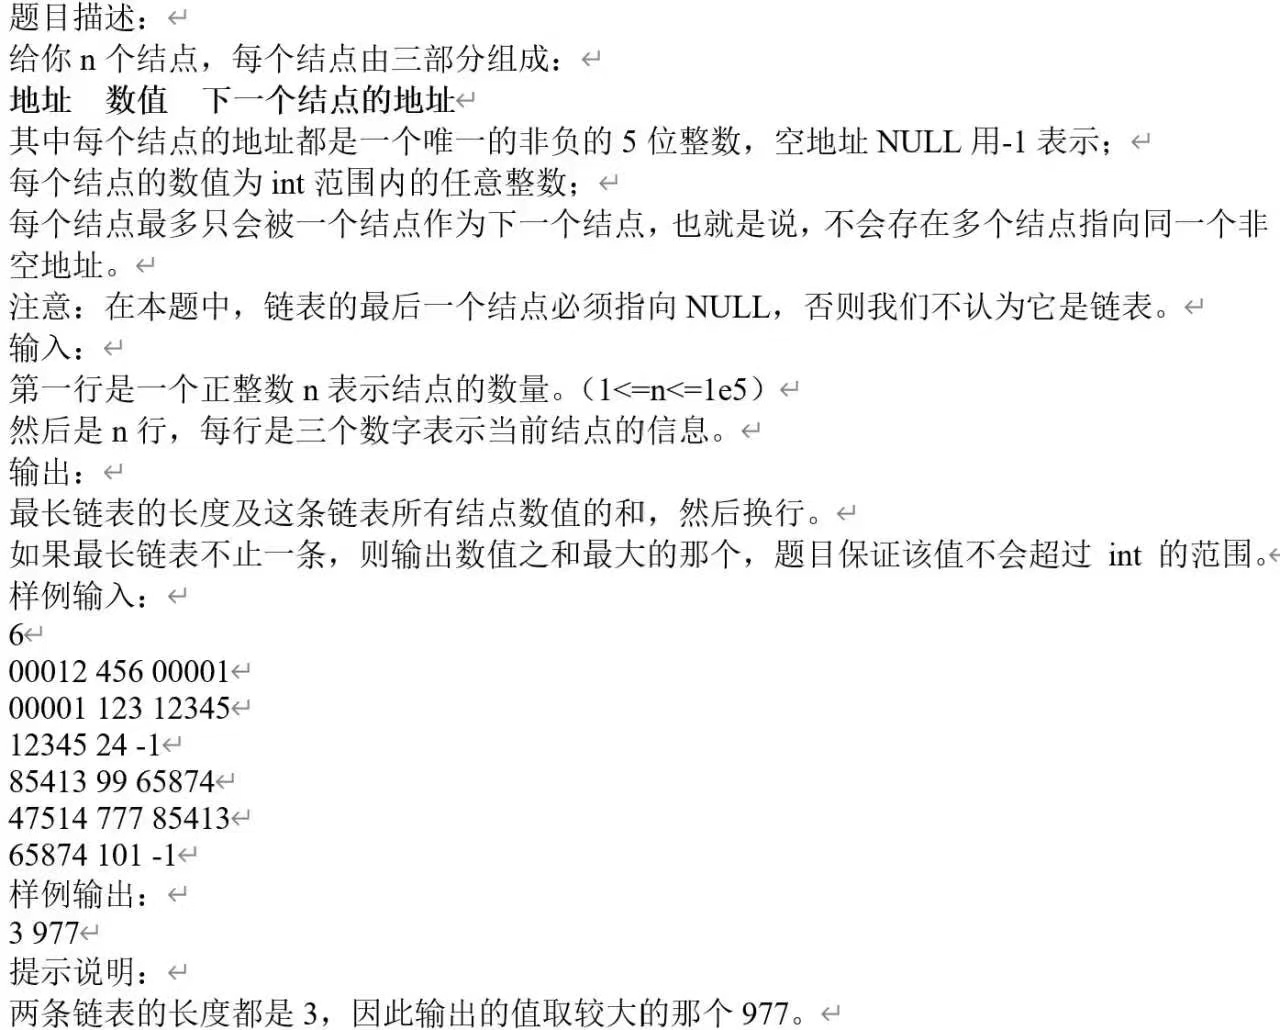 题目描述：
给你 n 个结点，每个结点由三部分组成：
地址 数值 下一个结点的地址
其中每个结点的地址都是一个唯一的非负的 5 位整数，空地址 NULL 用-1 表示；
每个结点的数值为 int 范围内的任意整数；
每个结点最多只会被一个结点作为下一个结点，也就是说，不会存在多个结点指向同一个非
空地址。
注意：在本题中，链表的最后一个结点必须指向 NULL，否则我们不认为它是链表。
输入：
第一行是一个正整数 n 表示结点的数量。（1<=n<=1e5）
然后是 n 行，每行是三个数字表示当前结点的信息。
输出：
最长链表的长度及这条链表所有结点数值的和，然后换行。
如果最长链表不止一条，则输出数值之和最大的那个，题目保证该值不会超过 int 的范围。
样例输入：
6
00012 456 00001
00001 123 12345
12345 24 -1
85413 99 65874
47514 777 85413
65874 101 -1
样例输出：
3 977
提示说明：
两条链表的长度都是 3，因此输出的值取较大的那个 977。